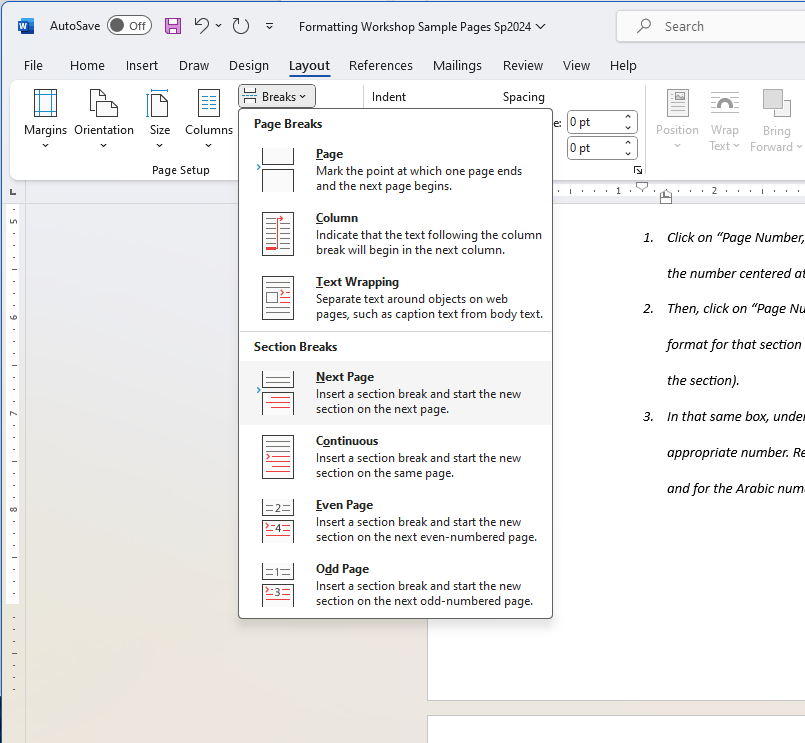 AutoSave Off Formatting Workshop Sample Pages Sp2024 Search
File Home Insert Draw Design Layout References Mailings Review View Help
Margins Orientation Size Columns Breaks Indent Spacing Position Wrap Text Bring Forward
e: 0 pt
0 pt
Page Setup
Page Breaks
Page
Mark the point at which one page ends
and the next page begins.
Column
Indicate that the text following the column
break will begin in the next column.
Text Wrapping
Separate text around objects on web
pages, such as caption text from body text.
Section Breaks
Next Page
Insert a section break and start the new
section on the next page.
Continuous
Insert a section break and start the new
section on the same page.
Even Page
Insert a section break and start the new
section on the next even-numbered page.
Odd Page
Insert a section break and start the new
section on the next odd-numbered page.
=2=
4=
=1=
3=
1 2
5
6
7
8
1. Click on “Page Number,
the number centered at
2. Then, click on “Page Nu
format for that section
the section).
3. In that same box, unde
appropriate number. Re
and for the Arabic num